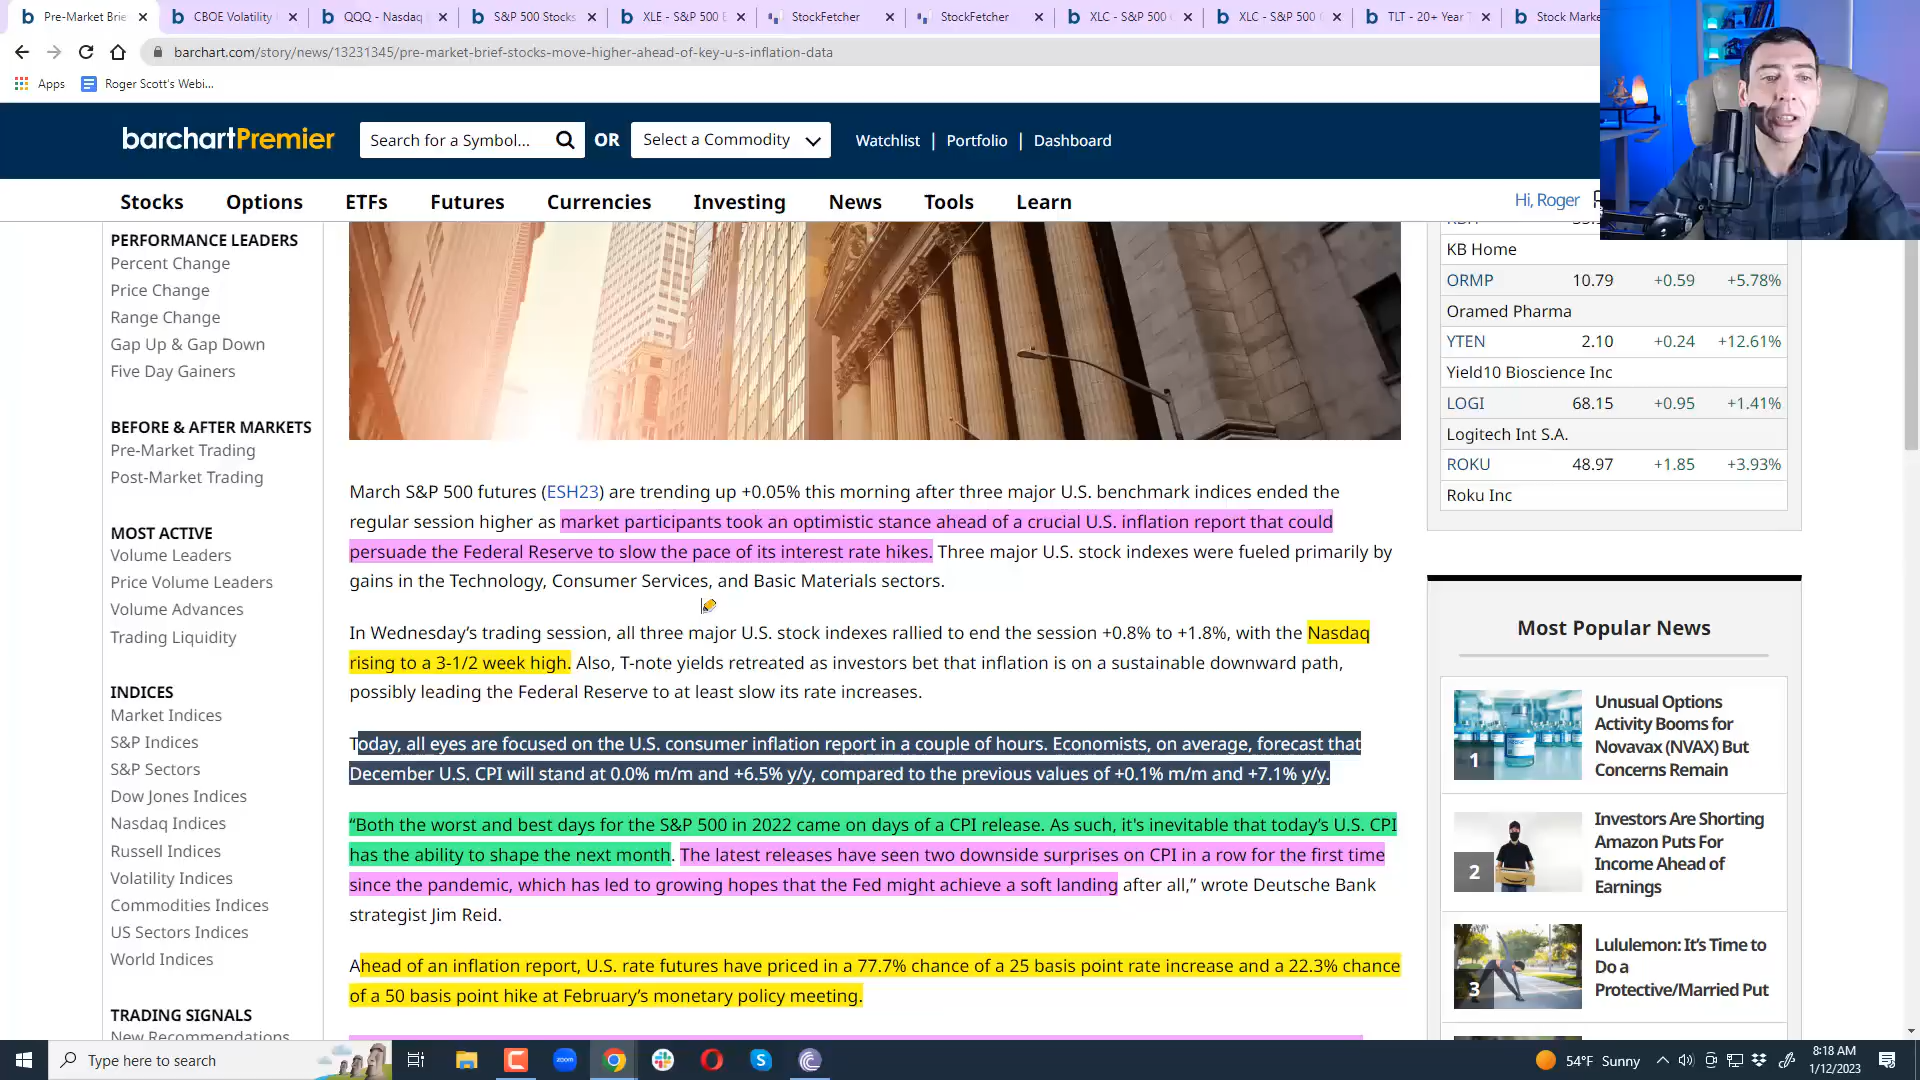 Pre-Market Brie
CBOE Volatility
QQQ - Nasdaq
S&P 500 Stocks
XLE - S&P 500 E
StockFetcher
StockFetcher
XLC - S&P 500
XLC - S&P 500
TLT - 20+ Year T
Stock Marke
barchart.com/story/news/13231345/pre-market-brief-stocks-move-higher-ahead-of-key-u-s-inflation-data
Apps
Roger Scott's Webi...
barchartPremier
Search for a Symbol...
OR
Select a Commodity
Watchlist | Portfolio | Dashboard
Stocks
Options
ETFs
Futures
Currencies
Investing
News
Tools
Learn
Hi, Roger
PERFORMANCE LEADERS
Percent Change
Price Change
Range Change
Gap Up & Gap Down
Five Day Gainers
BEFORE & AFTER MARKETS
Pre-Market Trading
Post-Market Trading
MOST ACTIVE
Volume Leaders
Price Volume Leaders
Volume Advances
Trading Liquidity
INDICES
Market Indices
S&P Indices
S&P Sectors
Dow Jones Indices
Nasdaq Indices
Russell Indices
Volatility Indices
Commodities Indices
US Sectors Indices
World Indices
TRADING SIGNALS
New Recommendations
March S&P 500 futures (ESH23) are trending up +0.05% this morning after three major U.S. benchmark indices ended the
regular session higher as market participants took an optimistic stance ahead of a crucial U.S. inflation report that could
persuade the Federal Reserve to slow the pace of its interest rate hikes. Three major U.S. stock indexes were fueled primarily by
gains in the Technology, Consumer Services, and Basic Materials sectors.
In Wednesday’s trading session, all three major U.S. stock indexes rallied to end the session +0.8% to +1.8%, with the Nasdaq
rising to a 3-1/2 week high. Also, T-note yields retreated as investors bet that inflation is on a sustainable downward path,
possibly leading the Federal Reserve to at least slow its rate increases.
Today, all eyes are focused on the U.S. consumer inflation report in a couple of hours. Economists, on average, forecast that
December U.S. CPI will stand at 0.0% m/m and +6.5% y/y, compared to the previous values of +0.1% m/m and +7.1% y/y.
“Both the worst and best days for the S&P 500 in 2022 came on days of a CPI release. As such, it's inevitable that today’s U.S. CPI
has the ability to shape the next month. The latest releases have seen two downside surprises on CPI in a row for the first time
since the pandemic, which has led to growing hopes that the Fed might achieve a soft landing after all,” wrote Deutsche Bank
strategist Jim Reid.
Ahead of an inflation report, U.S. rate futures have priced in a 77.7% chance of a 25 basis point rate increase and a 22.3% chance
of a 50 basis point hike at February’s monetary policy meeting.
KB Home
ORMP 10.79 +0.59 +5.78%
Oramed Pharma
YTEN 2.10 +0.24 +12.61%
Yield10 Bioscience Inc
LOGI 68.15 +0.95 +1.41%
Logitech Int S.A.
ROKU 48.97 +1.85 +3.93%
Roku Inc
Most Popular News
1
Unusual Options
Activity Booms for
Novavax (NVAX) But
Concerns Remain
2
Investors Are Shorting
Amazon Puts For
Income Ahead of
Earnings
3
Lululemon: It’s Time to
Do a
Protective/Married Put
Type here to search
zoom
54°F Sunny
8:18 AM
1/12/2023